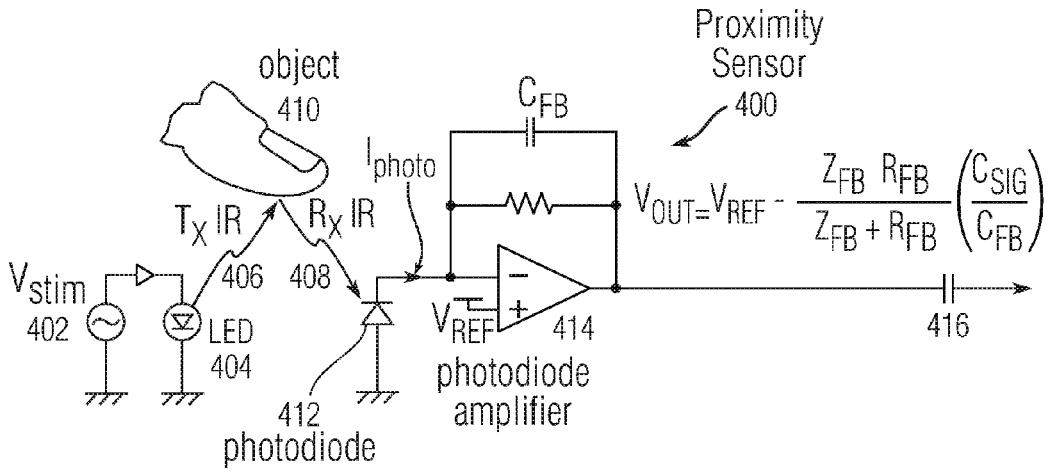 Proximity
Sensor
400
object
410
C_FB
I_photo
V_OUT=V_REF - Z_FB R_FB / Z_FB + R_FB (C_SIG / C_FB)
T_X IR
R_X IR
406
408
V_stim
402
LED
404
−
+
V_REF
414
416
photodiode
amplifier
412
photodiode